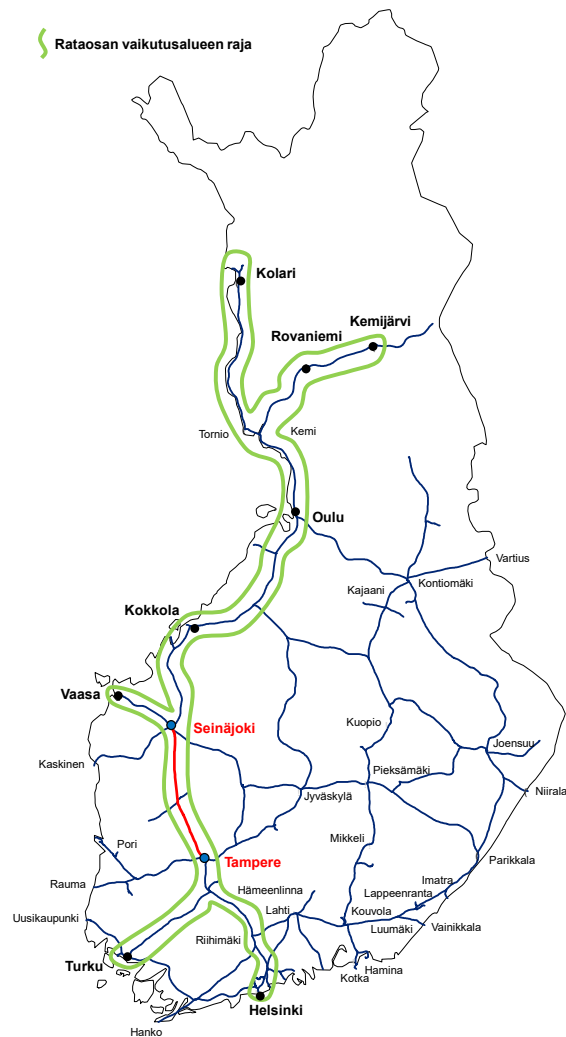 Rataosan vaikutusalueen raja
Kolari
Kemijärvi
Rovaniemi
Tornio
Kemi
Oulu
Vartius
Kontiomäki
Kajaani
Kokkola
Vaasa
Seinäjoki
Kuopio
Joensuu
Kaskinen
Pieksämäki
Niirala
Jyväskylä
Mikkeli
Pori
Tampere
Parikkala
Imatra
Rauma
Hämeenlinna
Lappeenranta
Lahti
Kouvola
Uusikaupunki
Vainikkala
Luumäki
Riihimäki
Turku
Hamina
Kotka
Helsinki
Hanko